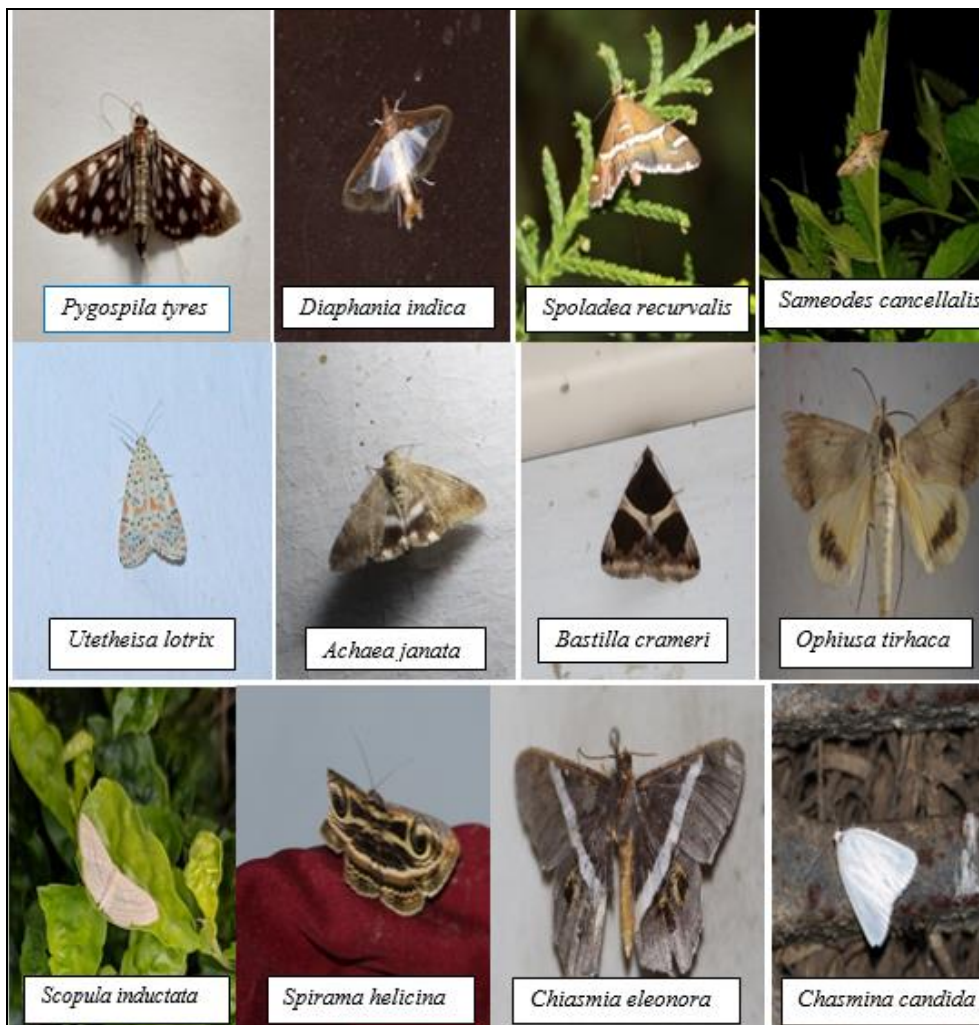 Pygospila tyres
Diaphania indica
Spoladea recurvalis
Sameodes cancellalis
Utetheisa lotrix
Achaea janata
Bastilla crameri
Ophiusa tirhaca
Scopula inductata
Spirama helicina
Chiasmia eleonora
Chasmina candida